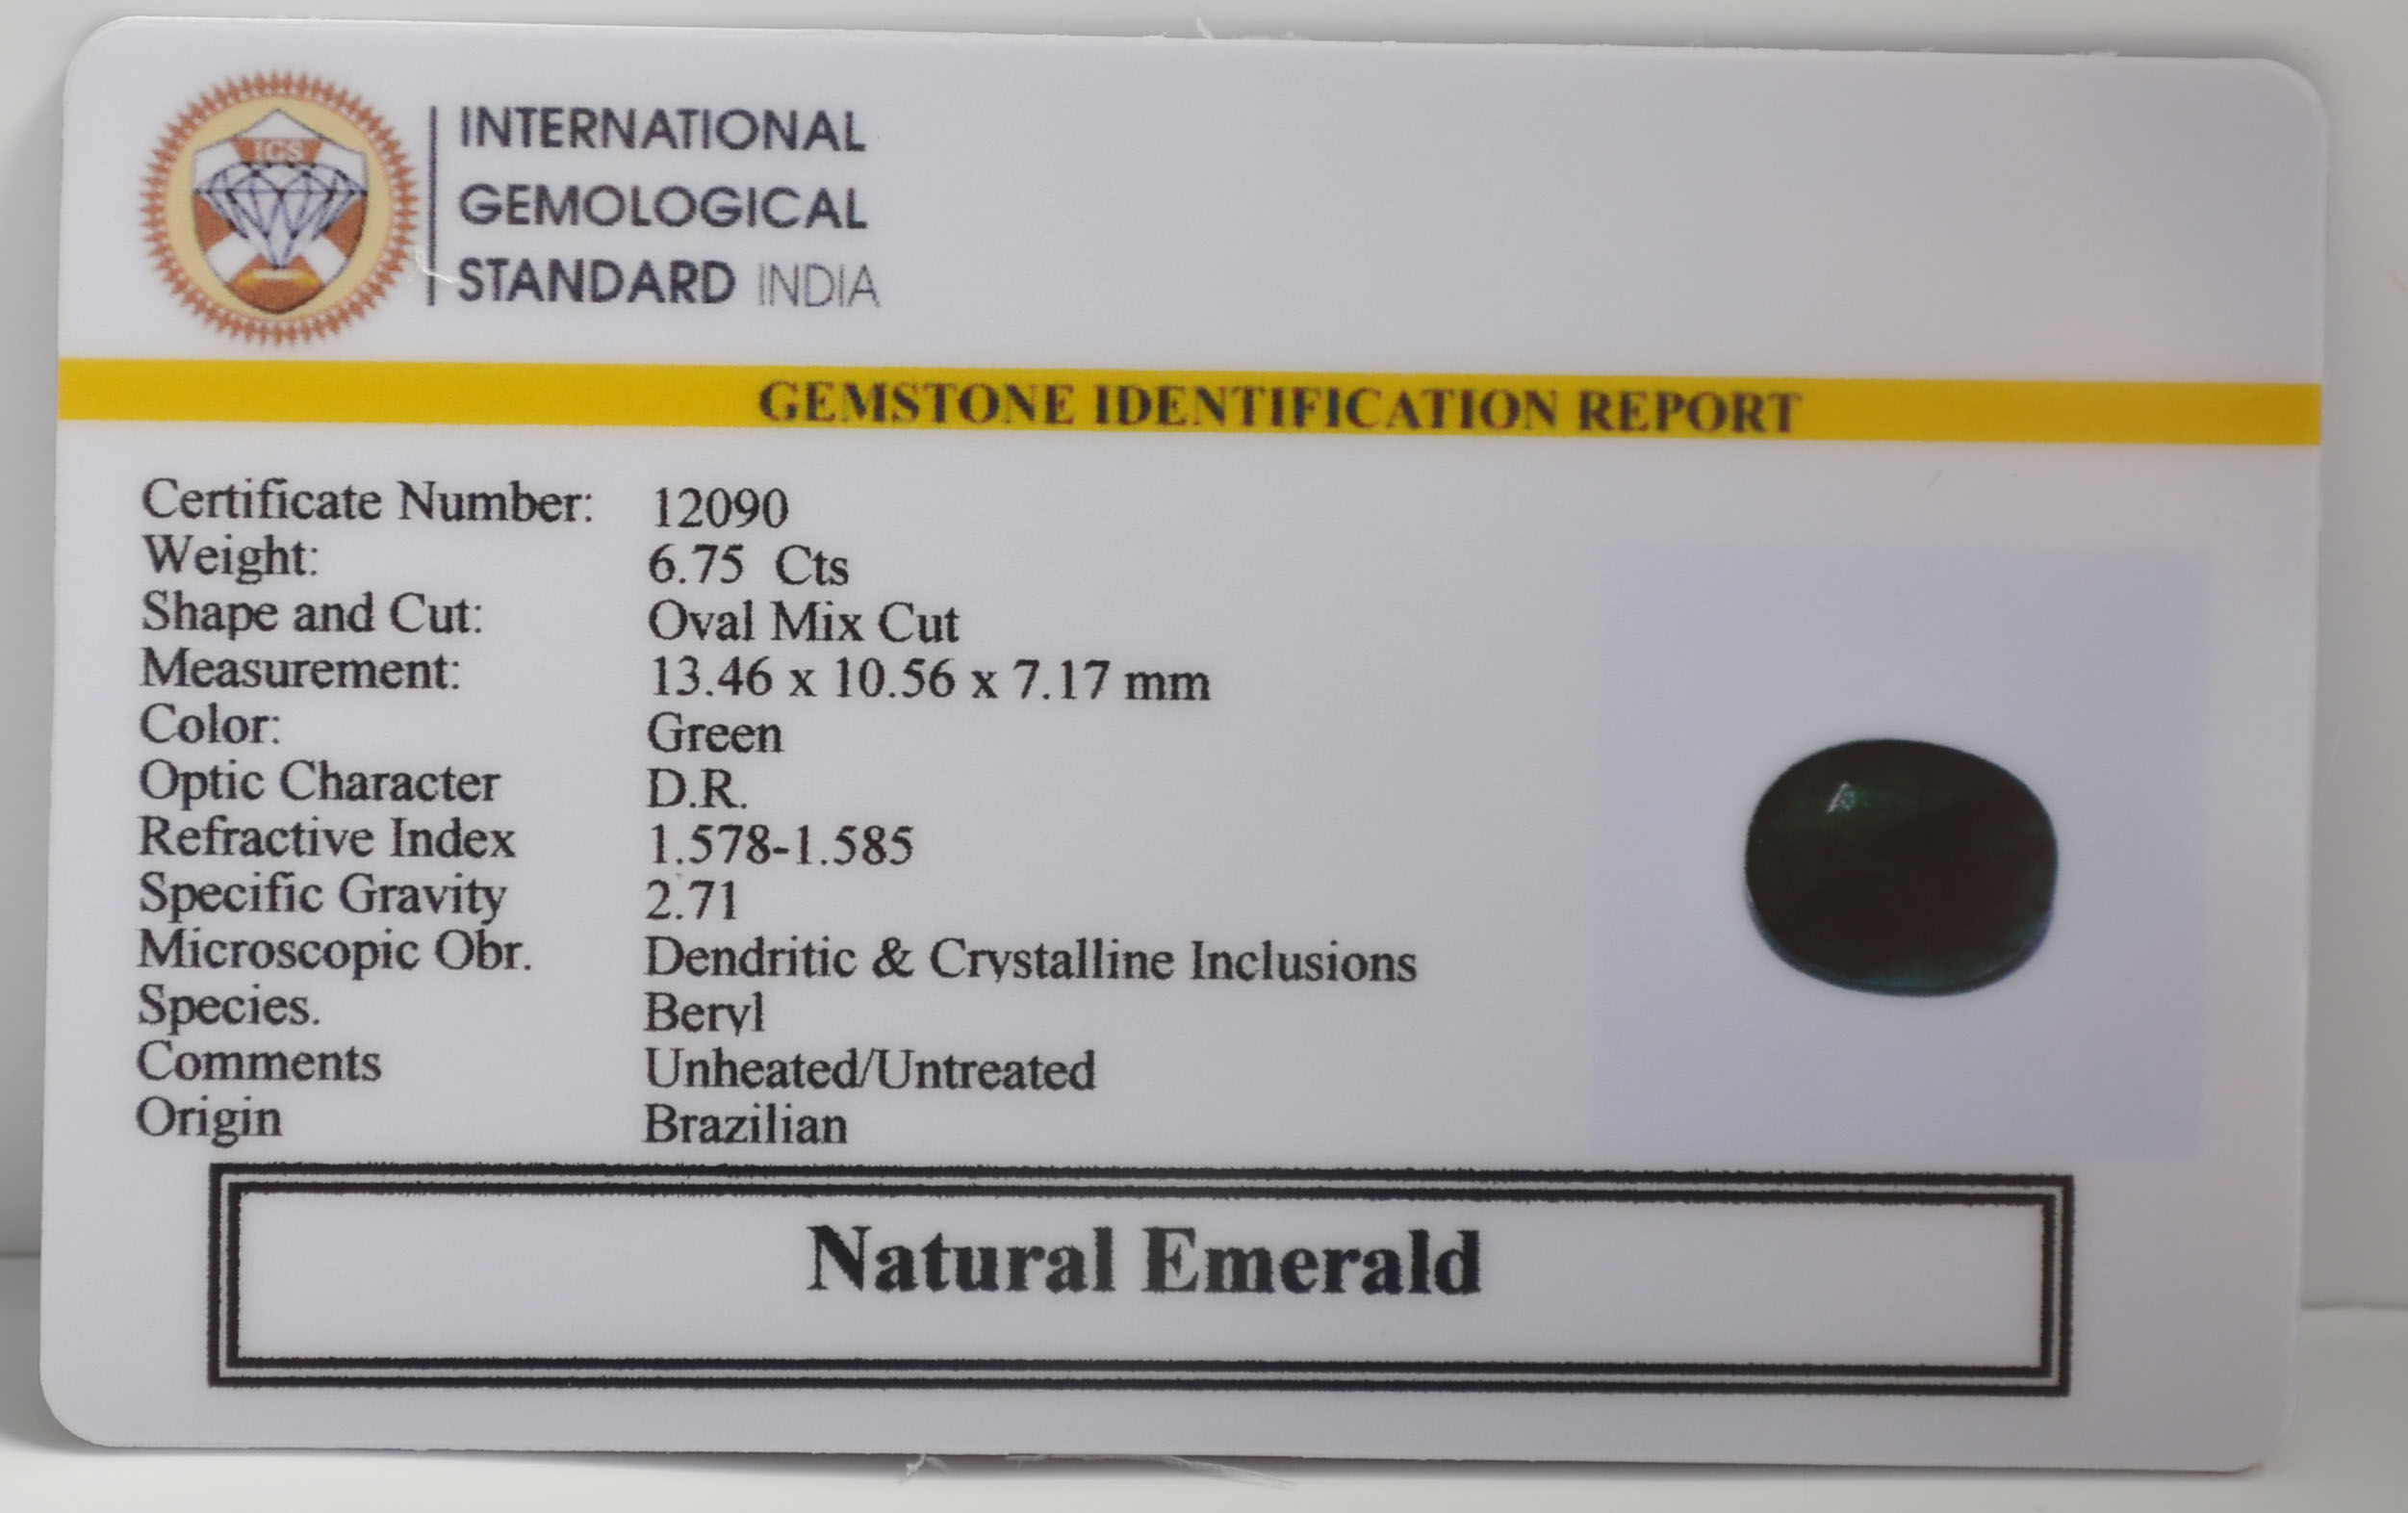 ICS
INTERNATIONAL
GEMOLOGICAL
STANDARD INDIA
GEMSTONE IDENTIFICATION REPORT
Certificate Number: 12090
Weight: 6.75 Cts
Shape and Cut: Oval Mix Cut
Measurement: 13.46 x 10.56 x 7.17 mm
Color: Green
Optic Character D.R.
Refractive Index 1.578-1.585
Specific Gravity 2.71
Microscopic Obr. Dendritic & Crystalline Inclusions
Species. Beryl
Comments Unheated/Untreated
Origin Brazilian
Natural Emerald